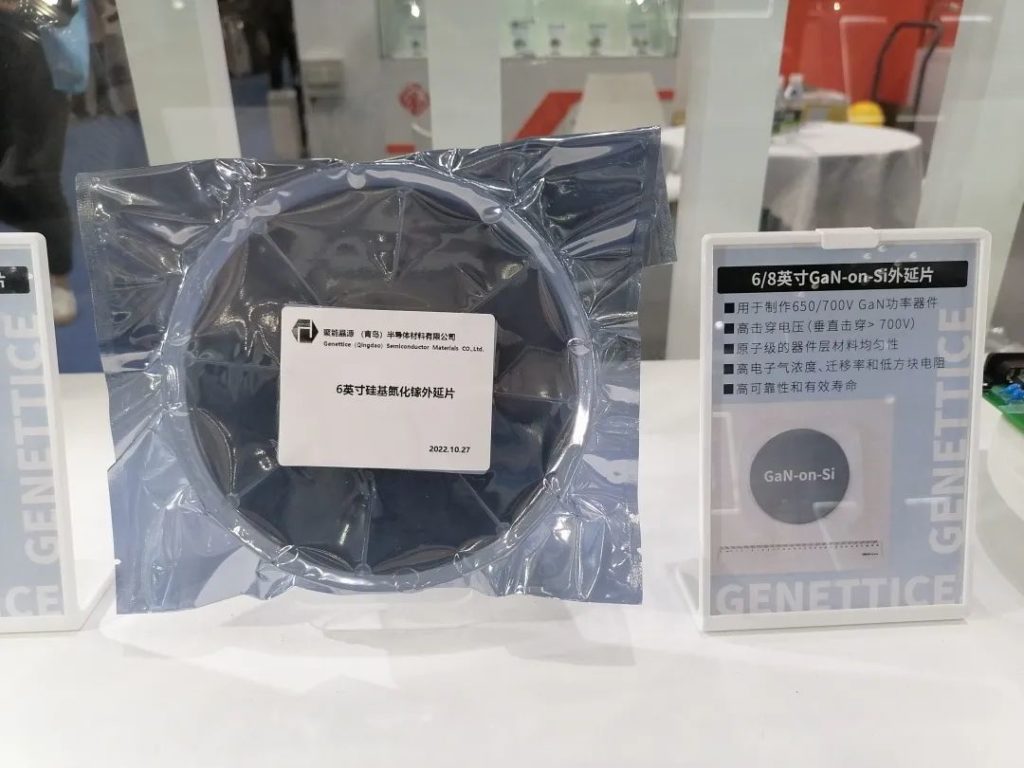 片
GENETTICE
GENETTICE
聚能晶源 （青岛）半导体材料有限公司
Genettice (Qingdao) Semiconductor Materials CO.,Ltd.
6英寸硅基氮化镓外延片
2022.10.27
6/8英寸GaN-on-Si外延片
■用于制作650/700V GaN功率器件
■高击穿电压(垂直击穿> 700V)
■原子级的器件层材料均匀性
■高电子气浓度、迁移率和低方块电阻
■高可靠性和有效寿命
GaN-on-Si
GENETTICE
GENETTICE